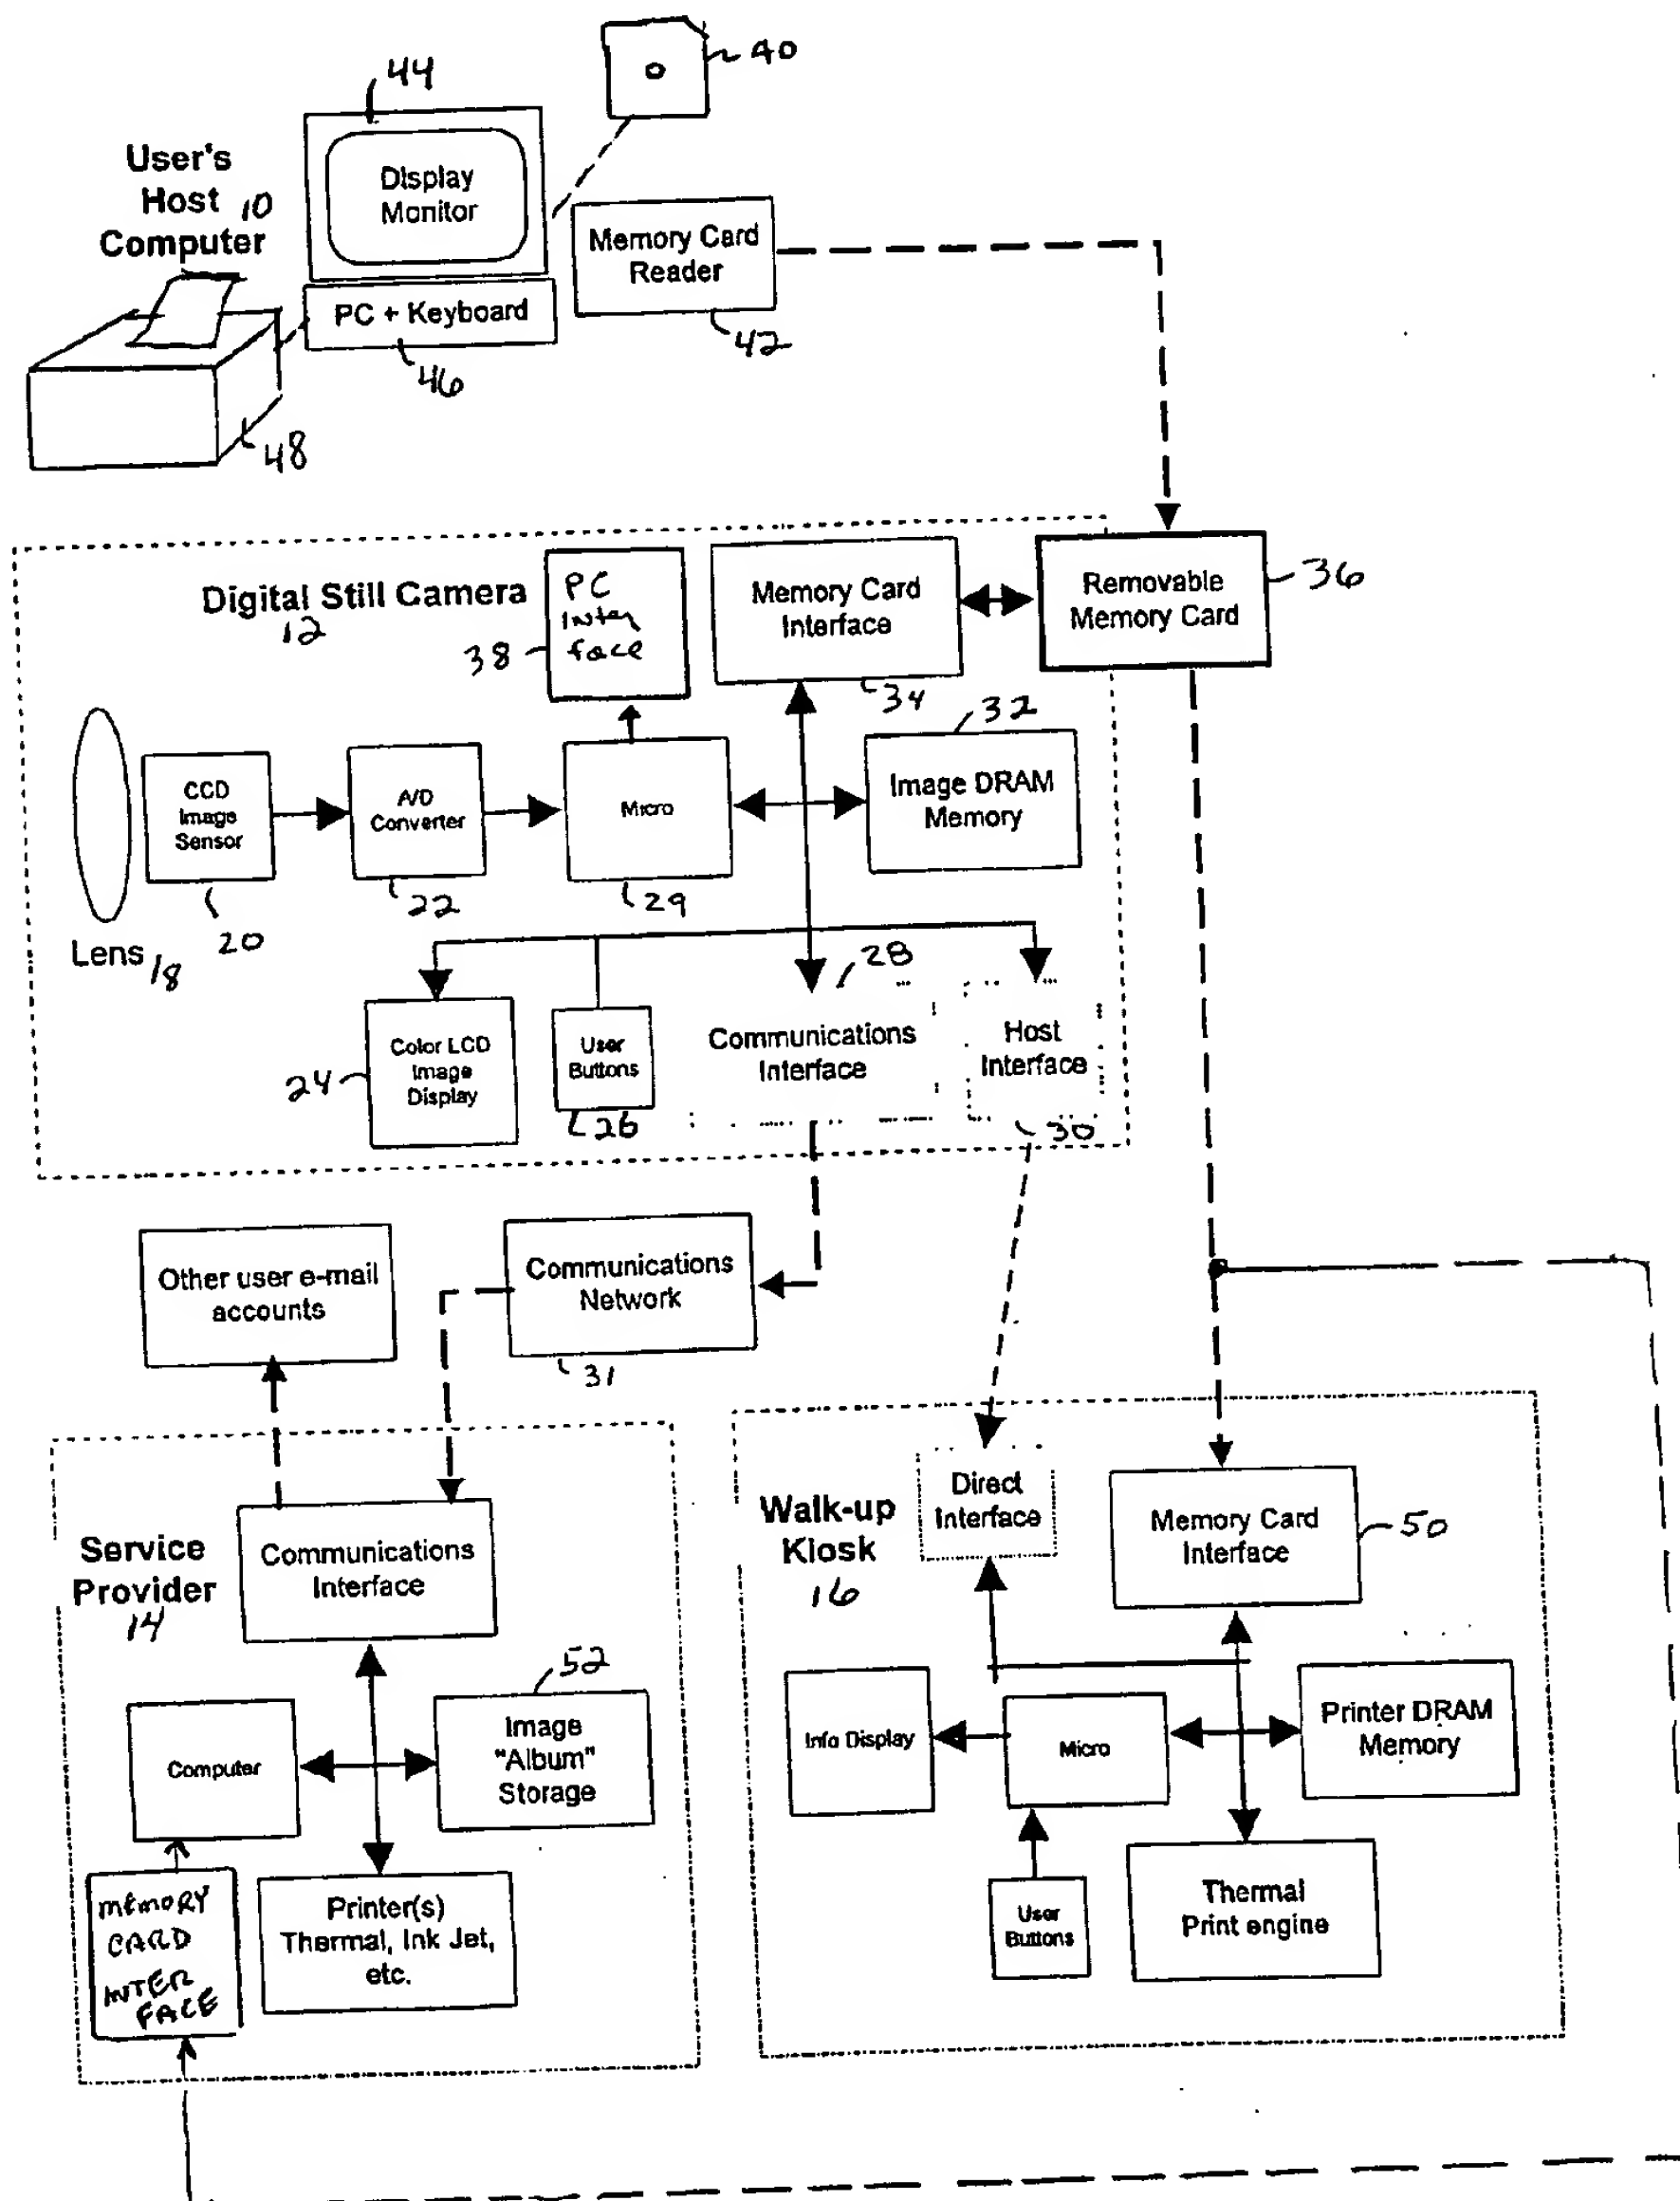 44
40
User's
Host 10
Computer
Display
Monitor
Memory Card
Reader
PC + Keyboard
42
46
48
Digital Still Camera
12
PC
Inter
face
38
Memory Card
Interface
34
Removable
Memory Card
36
32
CCD
Image
Sensor
A/D
Converter
Micro
Image DRAM
Memory
20
22
29
Lens 18
28
Color LCD
Image
Display
24
User
Buttons
26
Communications
Interface
Host
Interface
30
Other user e-mail
accounts
Communications
Network
31
Service
Provider
14
Communications
Interface
Walk-up
Kiosk
16
Direct
Interface
Memory Card
Interface
50
52
Computer
Image
"Album"
Storage
Info Display
Micro
Printer DRAM
Memory
MEMORY
CARD
INTER
FACE
Printer(s)
Thermal, Ink Jet,
etc.
User
Buttons
Thermal
Print engine